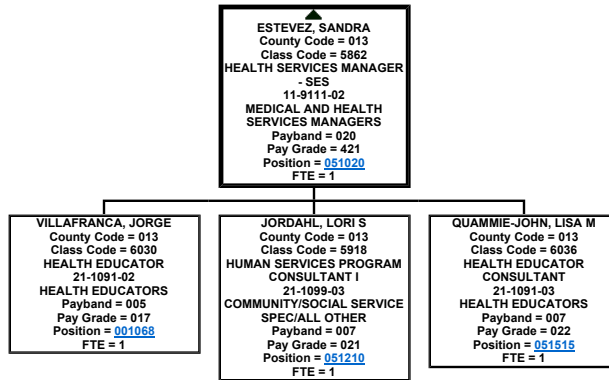 ESTEVEZ, SANDRA
County Code = 013
Class Code = 5862
HEALTH SERVICES MANAGER
- SES
11-9111-02
MEDICAL AND HEALTH
SERVICES MANAGERS
Payband = 020
Pay Grade = 421
Position = 051020
FTE = 1
VILLAFRANCA, JORGE
County Code = 013
Class Code = 6030
HEALTH EDUCATOR
21-1091-02
HEALTH EDUCATORS
Payband = 005
Pay Grade = 017
Position = 001068
FTE = 1
JORDAHL, LORI S
County Code = 013
Class Code = 5918
HUMAN SERVICES PROGRAM
CONSULTANT I
21-1099-03
COMMUNITY/SOCIAL SERVICE
SPEC/ALL OTHER
Payband = 007
Pay Grade = 021
Position = 051210
FTE = 1
QUAMMIE-JOHN, LISA M
County Code = 013
Class Code = 6036
HEALTH EDUCATOR
CONSULTANT
21-1091-03
HEALTH EDUCATORS
Payband = 007
Pay Grade = 022
Position = 051515
FTE = 1